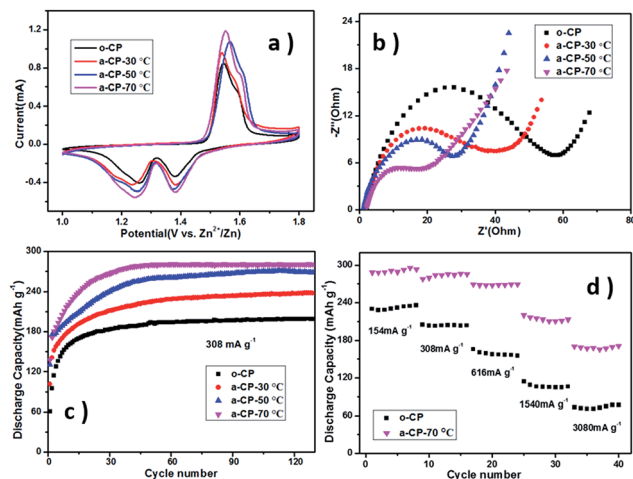 a )
o-CP
a-CP-30 °C
a-CP-50 °C
a-CP-70 °C
1.2
0.8
0.4
0.0
-0.4
Current(mA)
1.0
1.2
1.4
1.6
1.8
Potential(V vs. Zn²⁺/Zn)
b )
o-CP
a-CP-30 °C
a-CP-50 °C
a-CP-70 °C
24
18
12
6
0
-Z''(Ohm)
0
20
40
60
80
Z'(Ohm)
300
240
180
120
60
0
Discharge Capacity(mAh g⁻¹)
308 mA g⁻¹
c )
o-CP
a-CP-30 °C
a-CP-50 °C
a-CP-70 °C
0
30
60
90
120
Cycle number
300
240
180
120
60
0
Discharge Capacity (mAh g⁻¹)
d )
154mA g⁻¹
308mA g⁻¹
616mA g⁻¹
1540mA g⁻¹
3080mA g⁻¹
o-CP
a-CP-70 °C
0
10
20
30
40
Cycle number